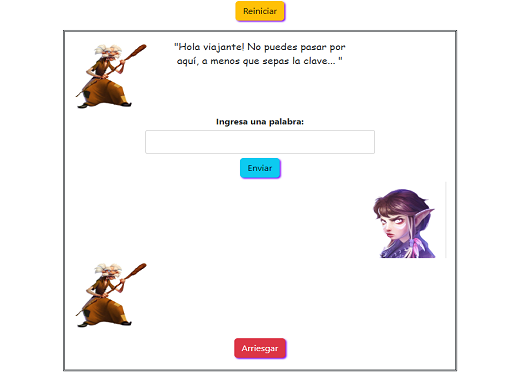 Reiniciar
"Hola viajante! No puedes pasar por
aquí, a menos que sepas la clave... "
Ingresa una palabra:
Enviar
Arriesgar